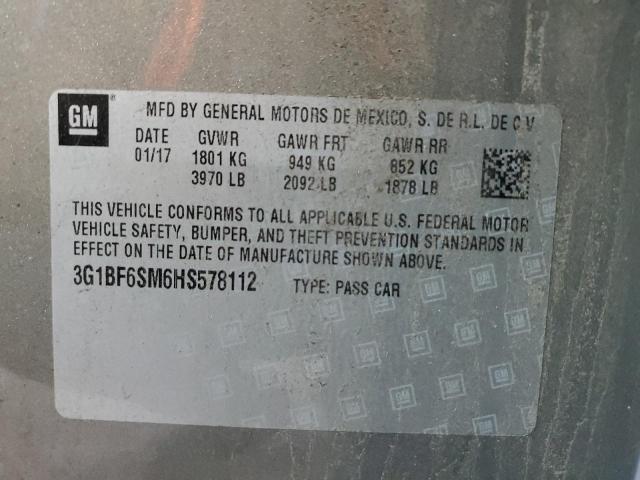 GM
MFD BY GENERAL MOTORS DE MEXICO, S. DE R.L. DE C V
DATE GVWR GAWR FRT GAWR RR
01/17 1801 KG 949 KG 852 KG
3970 LB 2092 LB 1878 LB
THIS VEHICLE CONFORMS TO ALL APPLICABLE U.S. FEDERAL MOTOR
VEHICLE SAFETY, BUMPER, AND THEFT PREVENTION STANDARDS IN
EFFECT ON THE DATE OF MANUFACTURE SHOWN ABOVE.
3G1BF6SM6HS578112 TYPE: PASS CAR